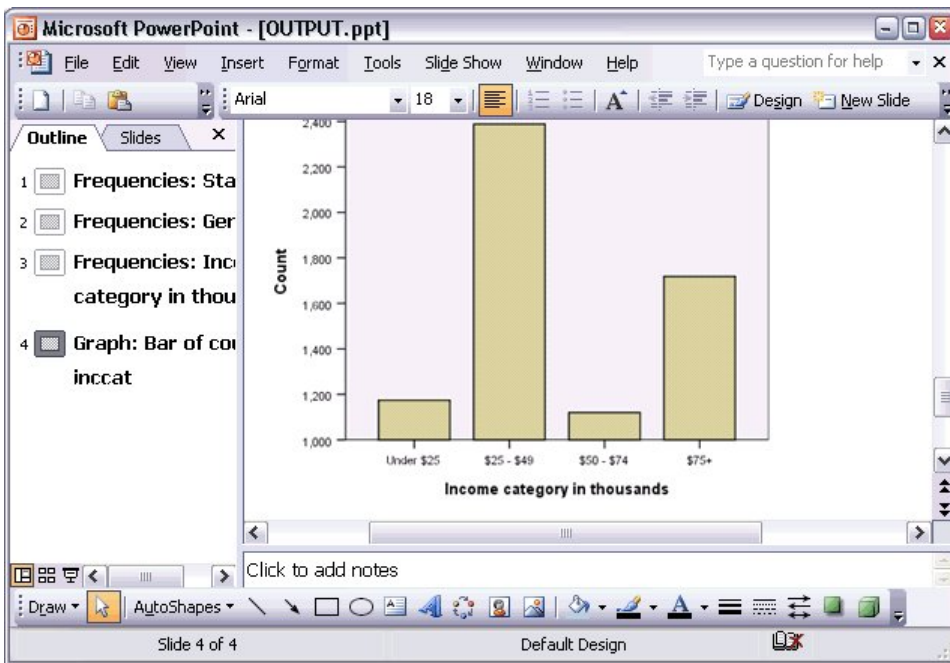 Microsoft PowerPoint - [OUTPUT.ppt]
File Edit View Insert Format Tools Slide Show Window Help Type a question for help
Arial 18 A Design New Slide
Outline Slides
1 Frequencies: Sta
2 Frequencies: Ger
3 Frequencies: Inc
category in thou
4 Graph: Bar of cou
inccat
2,400
2,200
2,000
1,800
1,600
1,400
1,200
1,000
Count
Under $25 $25 - $49 $50 - $74 $75+
Income category in thousands
Click to add notes
Draw AutoShapes A A
Slide 4 of 4 Default Design